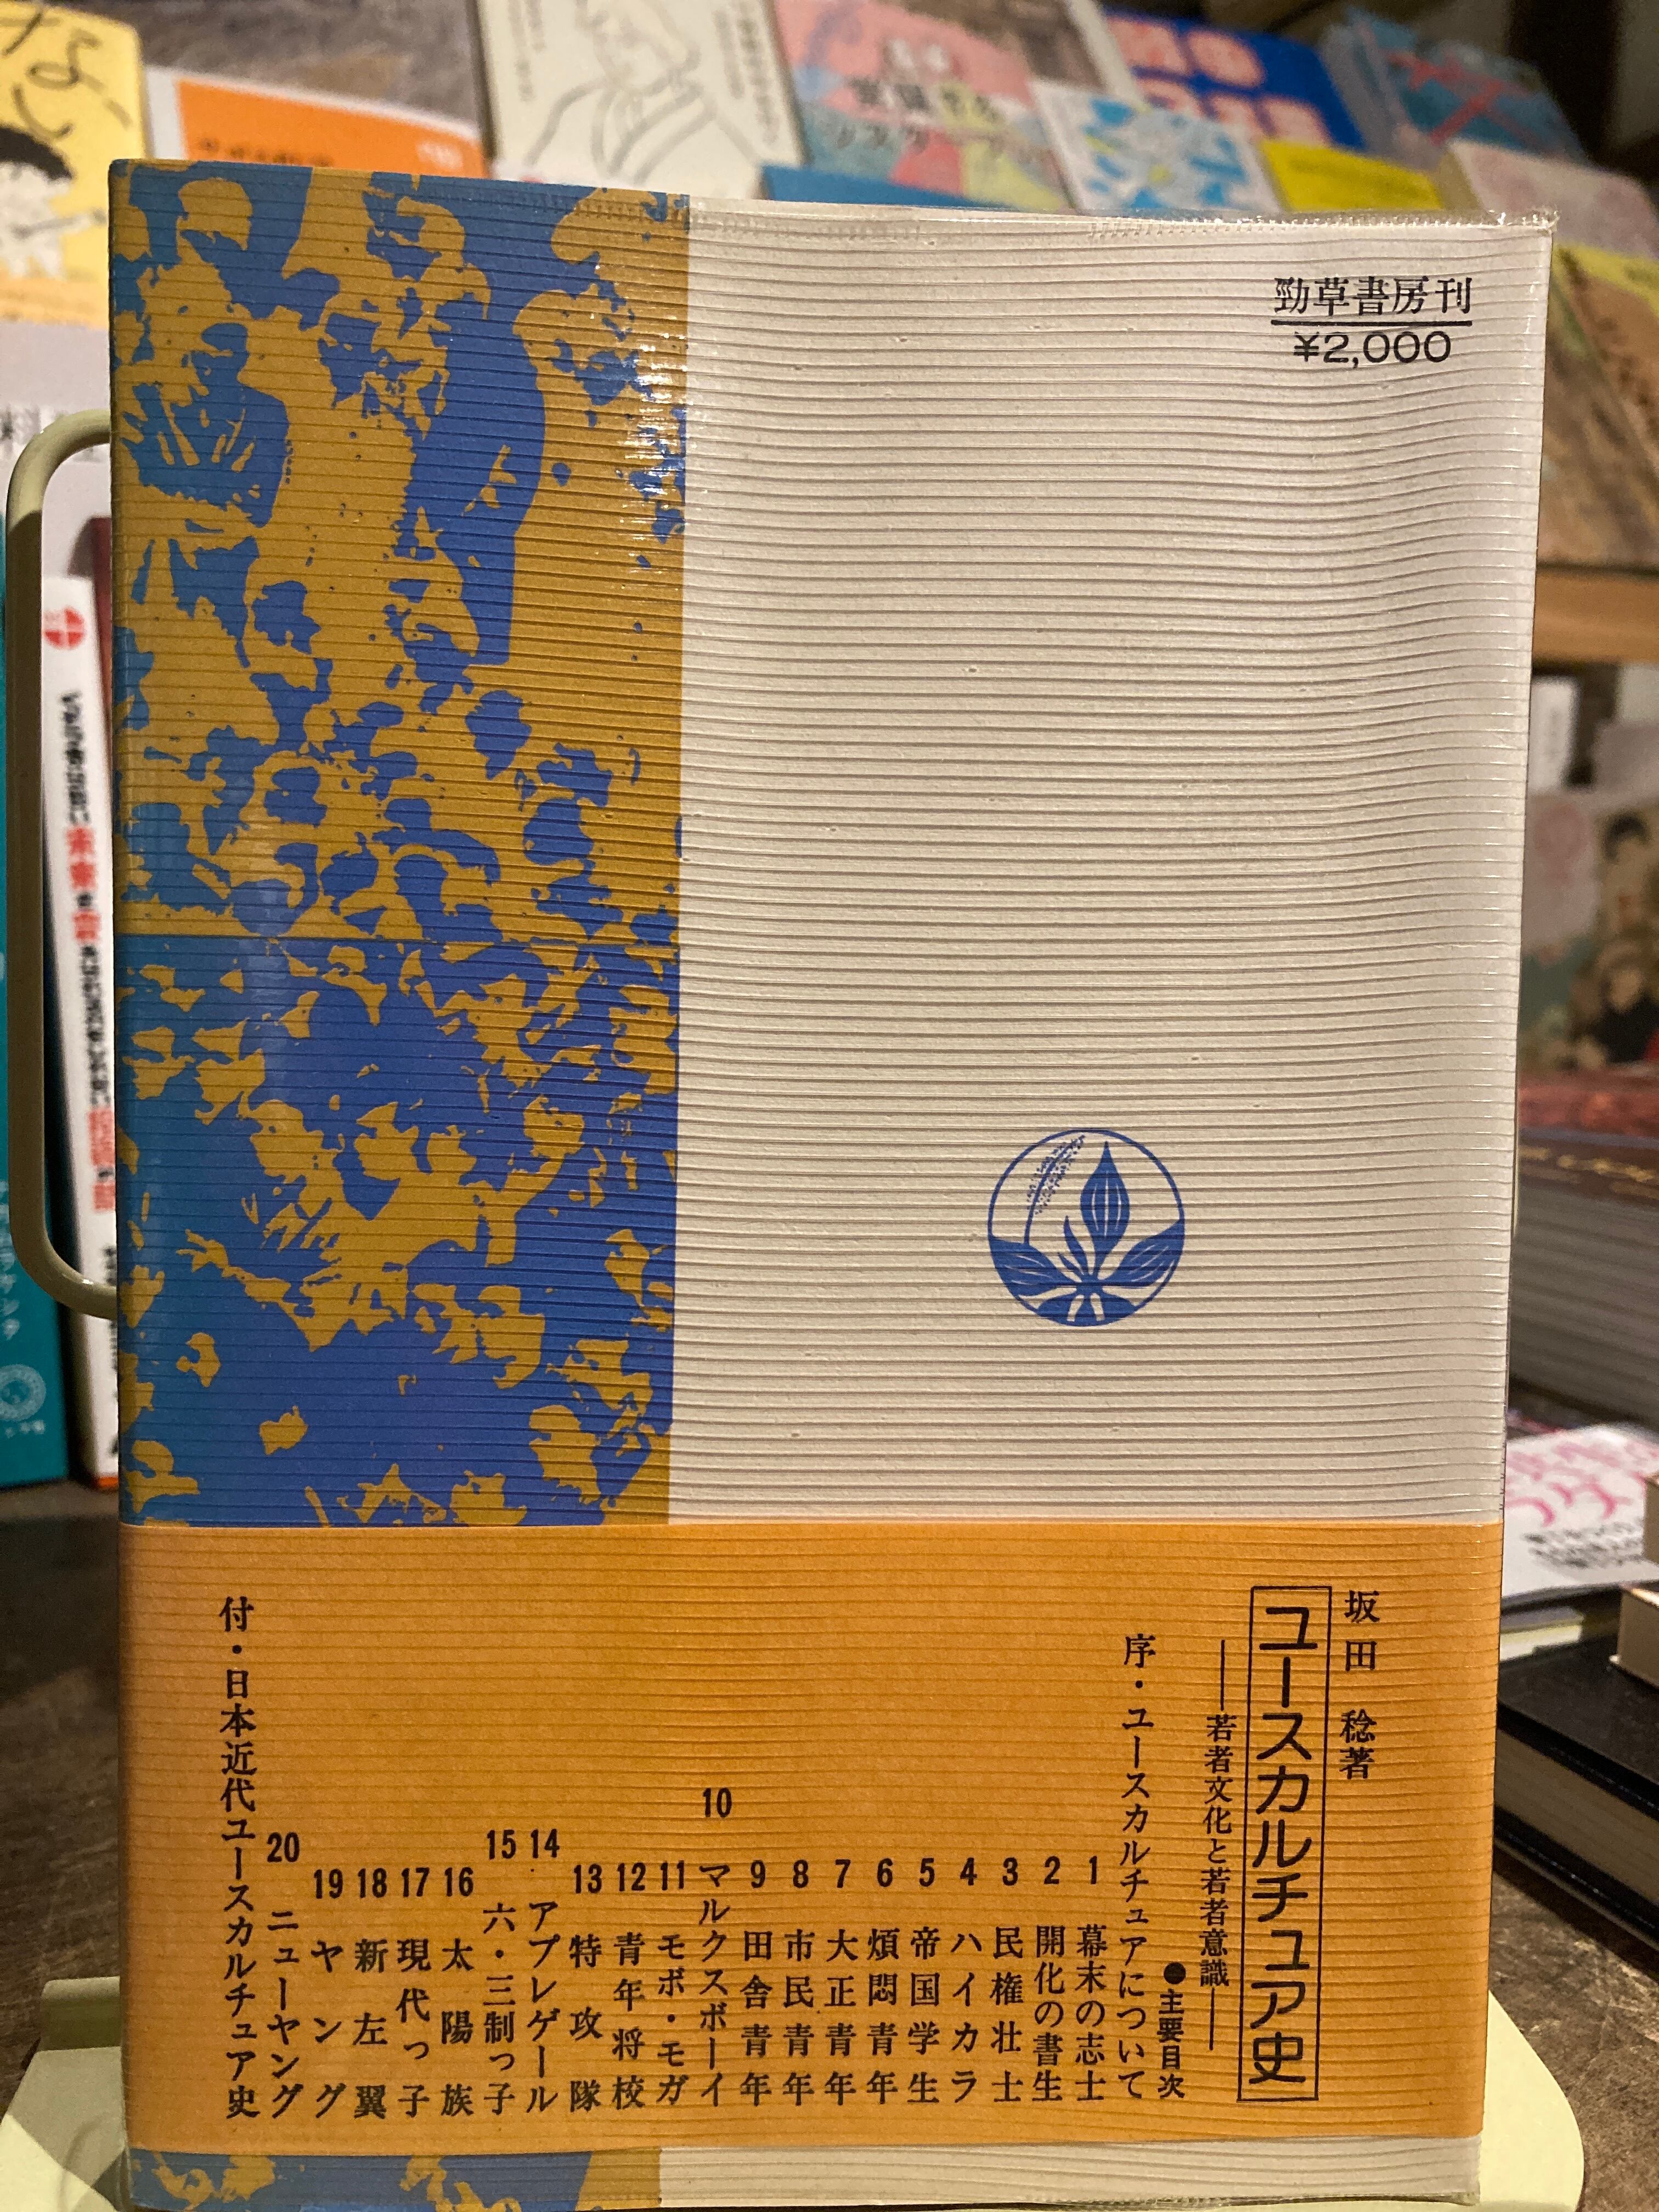 勁草書房刊
¥2,000
坂田 稔著
ユースカルチュア史
——若者文化と若者意識——
●主要目次
序・ユースカルチュアについて
1 幕末の志士
2 開化の書生
3 民権壮士
4 ハイカラ
5 帝国学生
6 煩悶青年
7 大正青年
8 市民青年
9 田舎青年
10 マルクスボーイ
11 モボ・モガ
12 青年将校
13 特攻隊
14 アプレゲール
15 六・三制っ子
16 太陽族
17 現代っ子
18 新左翼
19 ヤング
20 ニューヤング
付・日本近代ユースカルチュア史